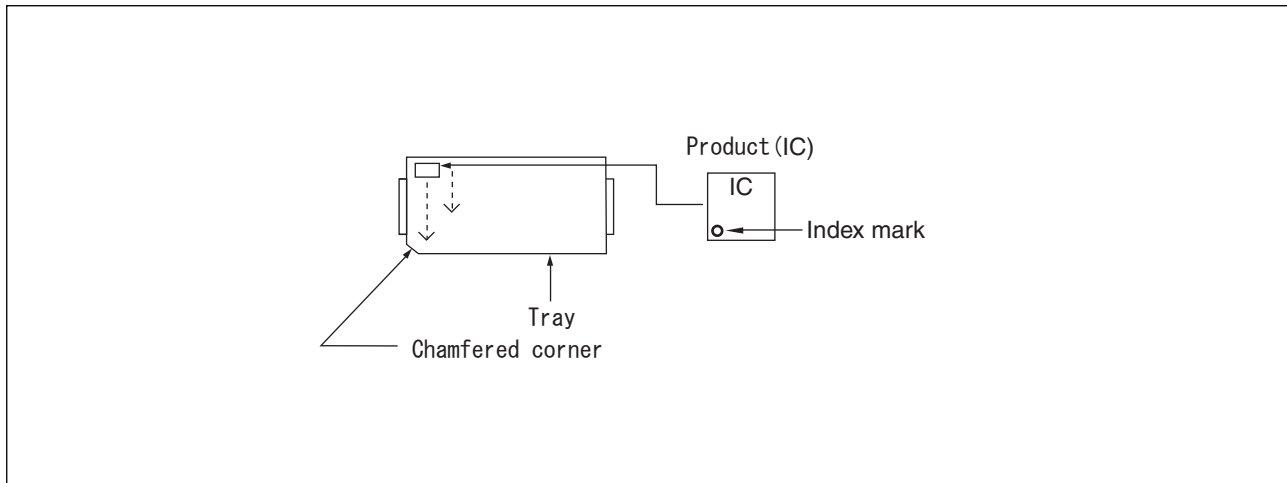 Product(IC)
IC
Index mark
Tray
Chamfered corner